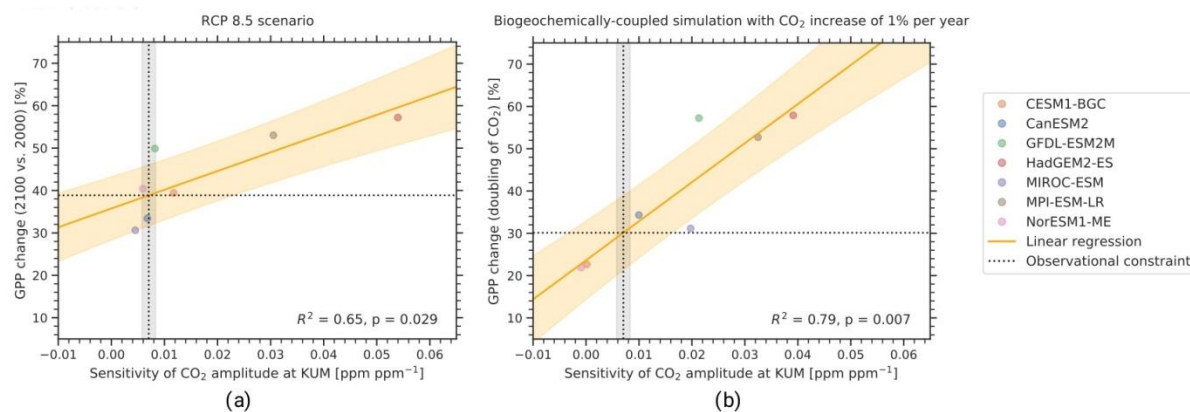 RCP 8.5 scenario
GPP change (2100 vs. 2000) [%]
70
60
50
40
30
20
10
R² = 0.65, p = 0.029
−0.01 0.00 0.01 0.02 0.03 0.04 0.05 0.06
Sensitivity of CO₂ amplitude at KUM [ppm ppm⁻¹]
(a)
Biogeochemically-coupled simulation with CO₂ increase of 1% per year
GPP change (doubling of CO₂) [%]
70
60
50
40
30
20
10
R² = 0.79, p = 0.007
−0.01 0.00 0.01 0.02 0.03 0.04 0.05 0.06
Sensitivity of CO₂ amplitude at KUM [ppm ppm⁻¹]
(b)
CESM1-BGC
CanESM2
GFDL-ESM2M
HadGEM2-ES
MIROC-ESM
MPI-ESM-LR
NorESM1-ME
Linear regression
Observational constraint